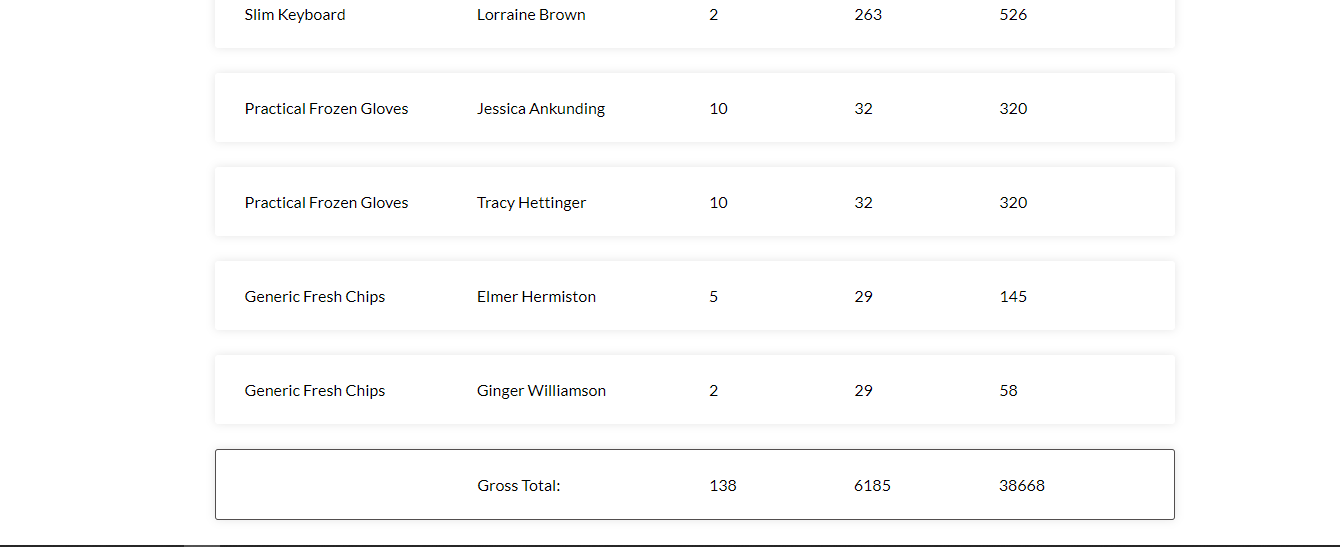 Slim Keyboard Lorraine Brown 2 263 526
Practical Frozen Gloves Jessica Ankunding 10 32 320
Practical Frozen Gloves Tracy Hettinger 10 32 320
Generic Fresh Chips Elmer Hermiston 5 29 145
Generic Fresh Chips Ginger Williamson 2 29 58
Gross Total: 138 6185 38668